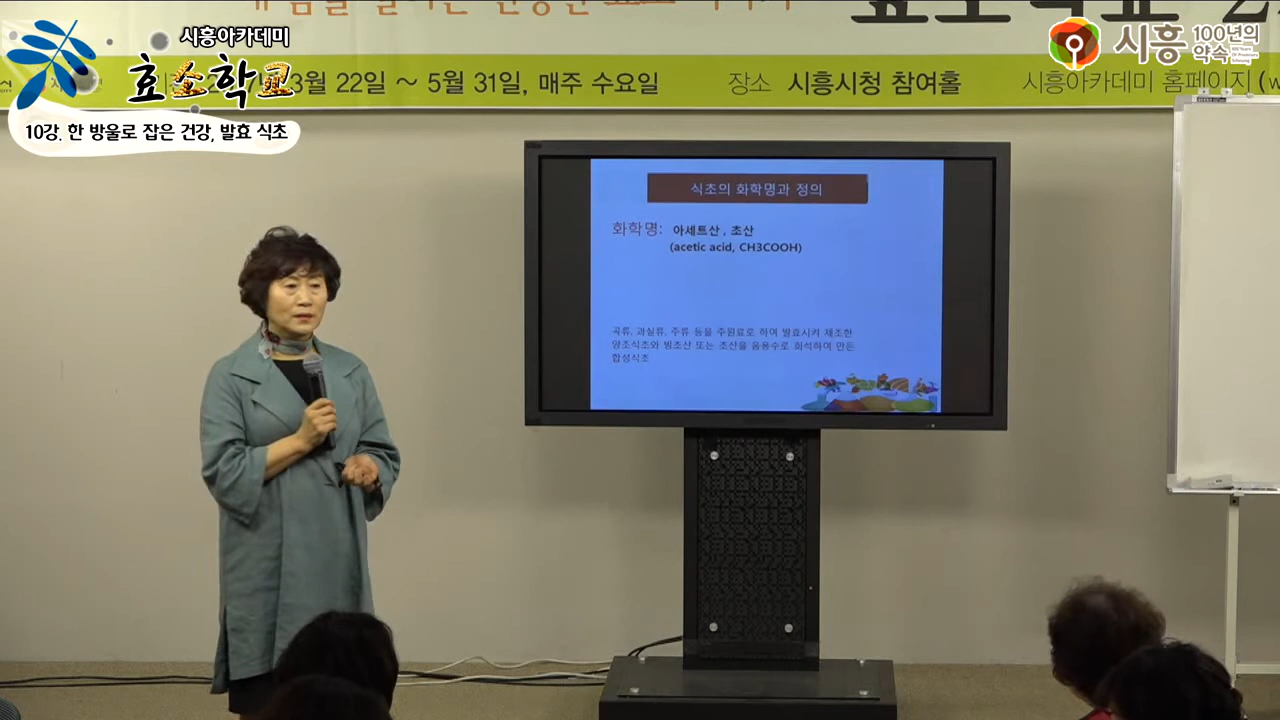 시흥아카데미
효소학교
10강. 한 방울로 잡은 건강, 발효 식초
3월 22일 ~ 5월 31일, 매주 수요일
장소 시흥시청 참여홀
시흥아카데미 홈페이지 (w
시흥 100년의 약속
식초의 화학명과 정의
화학명: 아세트산 , 초산
(acetic acid, CH3COOH)
곡류, 과실류, 주류 등을 주원료로 하여 발효시켜 제조한
양조식초와 빙초산 또는 초산을 음용수로 희석하여 만든
합성식초